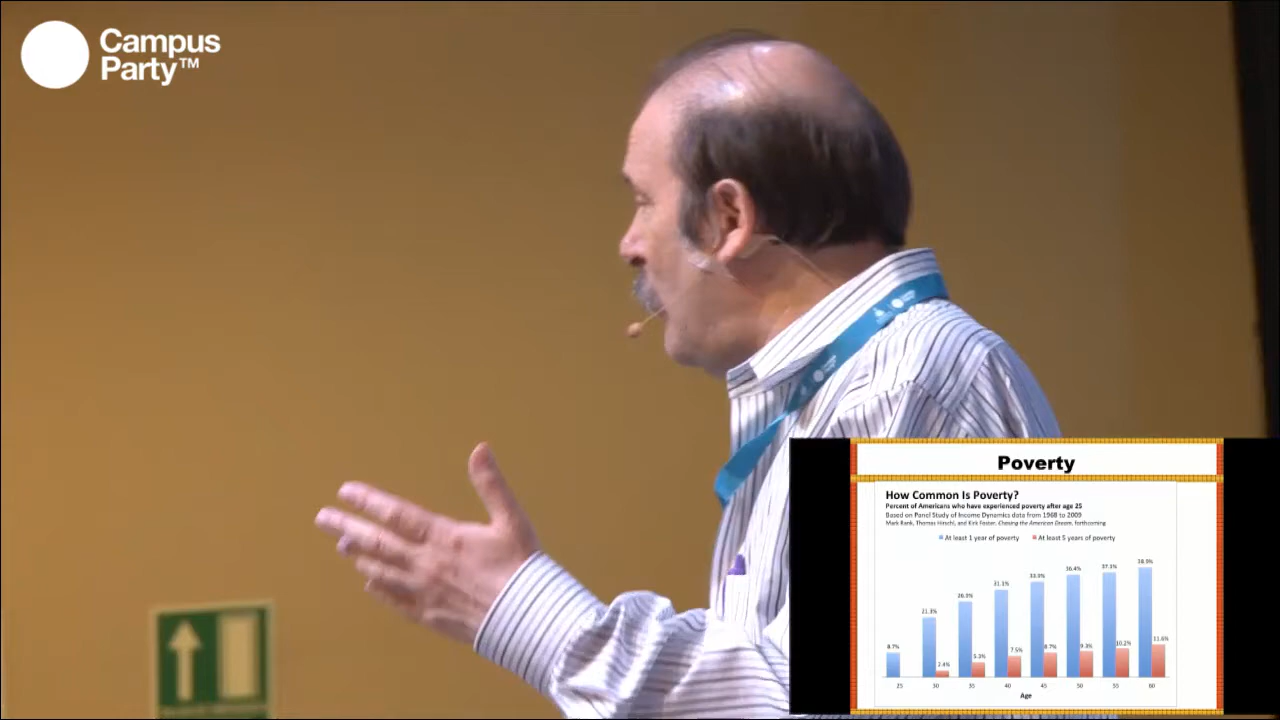 Campus
Party™
Poverty
How Common Is Poverty?
Percent of Americans who have experienced poverty after age 25
Based on Panel Study of Income Dynamics data from 1968 to 2009
Mark Rank, Thomas Hirschl, and Kirk Foster, Chasing the American Dream, forthcoming
At least 1 year of poverty At least 5 years of poverty
8.7% 21.3% 2.4% 26.9% 5.3% 31.1% 7.5% 33.9% 8.7% 36.4% 9.3% 37.1% 10.2% 38.9% 11.6%
25 30 35 40 45 50 55 60
Age